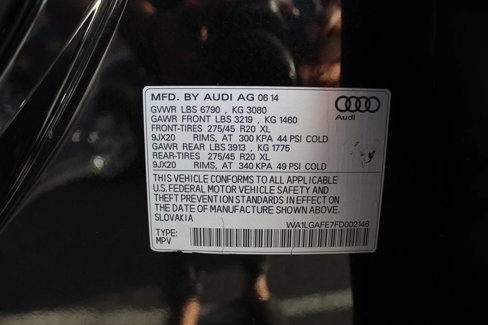 MFD. BY AUDI AG 06 14
GVWR LBS 6790 , KG 3080
GAWR FRONT LBS 3219 , KG 1460
FRONT-TIRES 275/45 R20 XL
9JX20 RIMS, AT 300 KPA 44 PSI COLD
GAWR REAR LBS 3913 , KG 1775
REAR-TIRES 275/45 R20 XL
9JX20 RIMS, AT 340 KPA 49 PSI COLD
THIS VEHICLE CONFORMS TO ALL APPLICABLE
U.S.FEDERAL MOTOR VEHICLE SAFETY AND
THEFT PREVENTION STANDARDS IN EFFECT ON
THE DATE OF MANUFACTURE SHOWN ABOVE.
SLOVAKIA
WA1LGAFE7FD002146
TYPE:
MPV
Audi